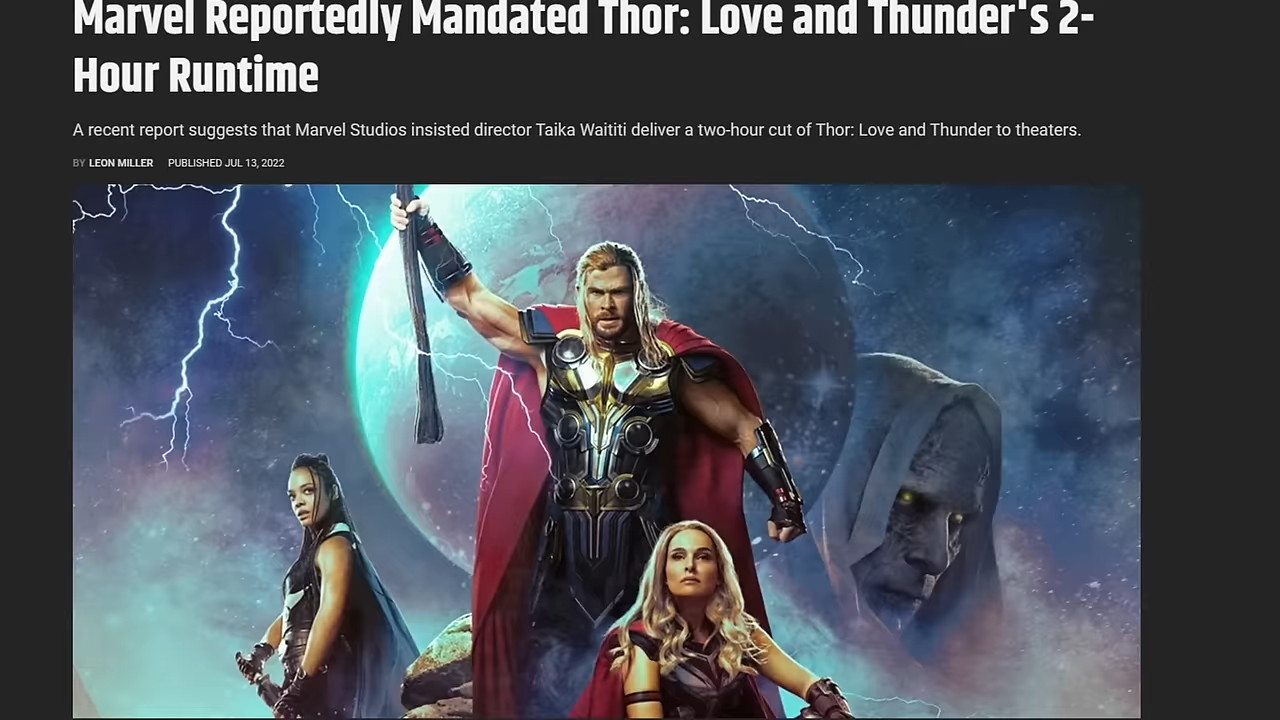 Marvel Reportedly Mandated Thor: Love and Thunder's 2-
Hour Runtime
A recent report suggests that Marvel Studios insisted director Taika Waititi deliver a two-hour cut of Thor: Love and Thunder to theaters.
BY LEON MILLER PUBLISHED JUL 13, 2022